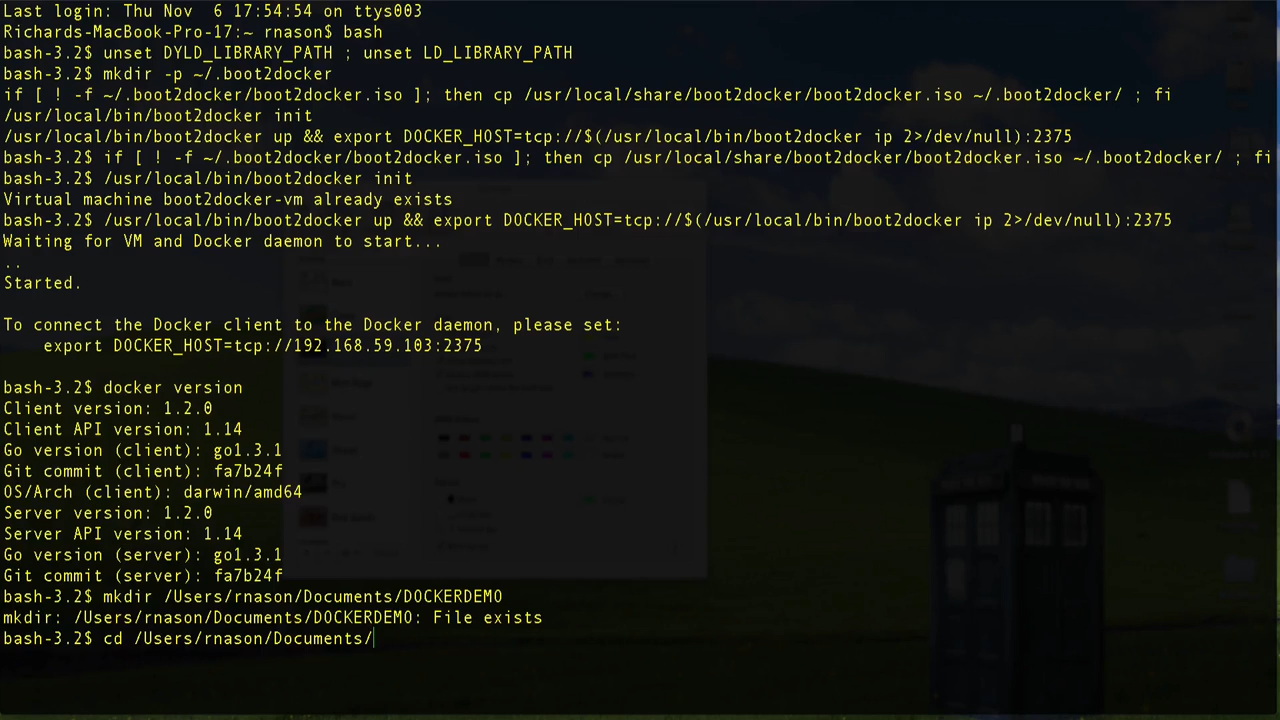 Last login: Thu Nov  6 17:54:54 on ttys003
Richards-MacBook-Pro-17:~ rnason$ bash
bash-3.2$ unset DYLD_LIBRARY_PATH ; unset LD_LIBRARY_PATH
bash-3.2$ mkdir -p ~/.boot2docker
if [ ! -f ~/.boot2docker/boot2docker.iso ]; then cp /usr/local/share/boot2docker/boot2docker.iso ~/.boot2docker/ ; fi
/usr/local/bin/boot2docker init
/usr/local/bin/boot2docker up && export DOCKER_HOST=tcp://$(/usr/local/bin/boot2docker ip 2>/dev/null):2375
bash-3.2$ if [ ! -f ~/.boot2docker/boot2docker.iso ]; then cp /usr/local/share/boot2docker/boot2docker.iso ~/.boot2docker/ ; fi
bash-3.2$ /usr/local/bin/boot2docker init
Virtual machine boot2docker-vm already exists
bash-3.2$ /usr/local/bin/boot2docker up && export DOCKER_HOST=tcp://$(/usr/local/bin/boot2docker ip 2>/dev/null):2375
Waiting for VM and Docker daemon to start...
..
Started.
To connect the Docker client to the Docker daemon, please set:
    export DOCKER_HOST=tcp://192.168.59.103:2375
bash-3.2$ docker version
Client version: 1.2.0
Client API version: 1.14
Go version (client): go1.3.1
Git commit (client): fa7b24f
OS/Arch (client): darwin/amd64
Server version: 1.2.0
Server API version: 1.14
Go version (server): go1.3.1
Git commit (server): fa7b24f
bash-3.2$ mkdir /Users/rnason/Documents/DOCKERDEMO
mkdir: /Users/rnason/Documents/DOCKERDEMO: File exists
bash-3.2$ cd /Users/rnason/Documents/